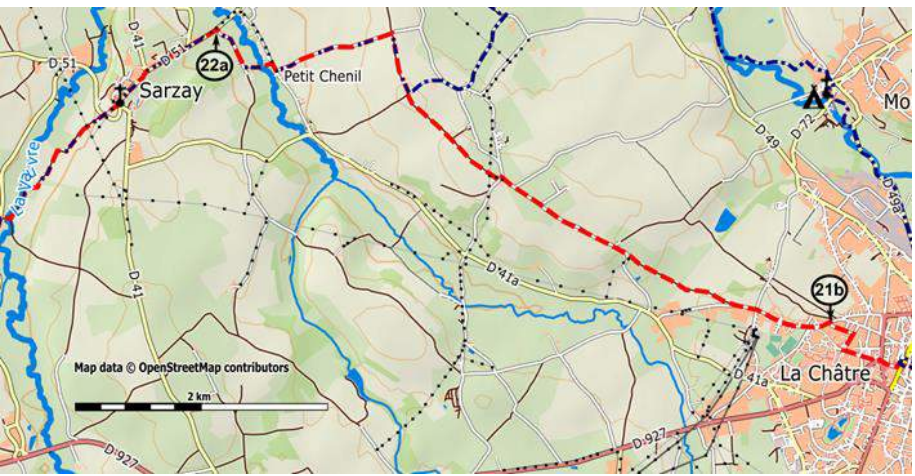 D 41
D 51
D 51
22a
Petit Chenil
Sarzay
Mo
D 72
D 49
D 49a
D 41a
D 41
21b
Map data © OpenStreetMap contributors
2 km
La Châtre
D 41a
D 927
D 927